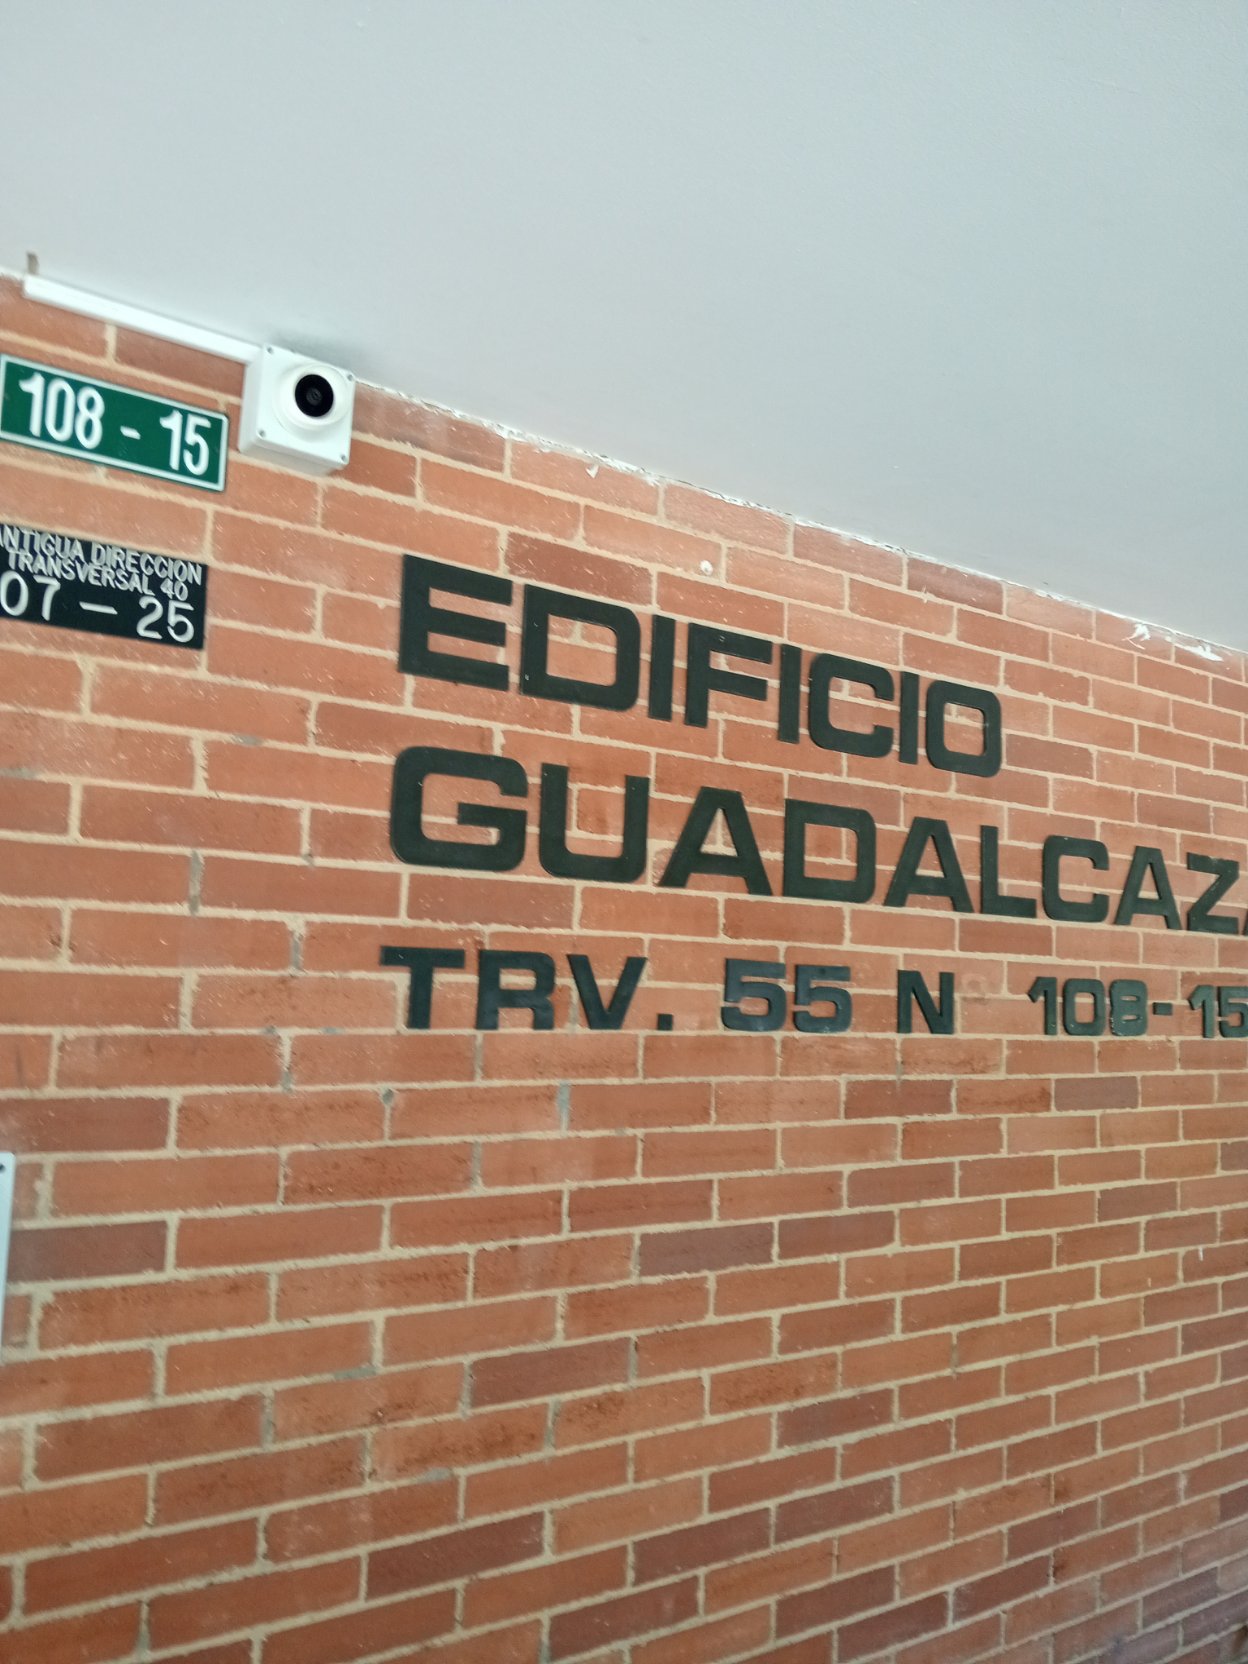 108 - 15
ANTIGUA DIRECCION
TRANSVERSAL 40
07 - 25
EDIFICIO
GUADALCAZA
TRV. 55 N 108-15